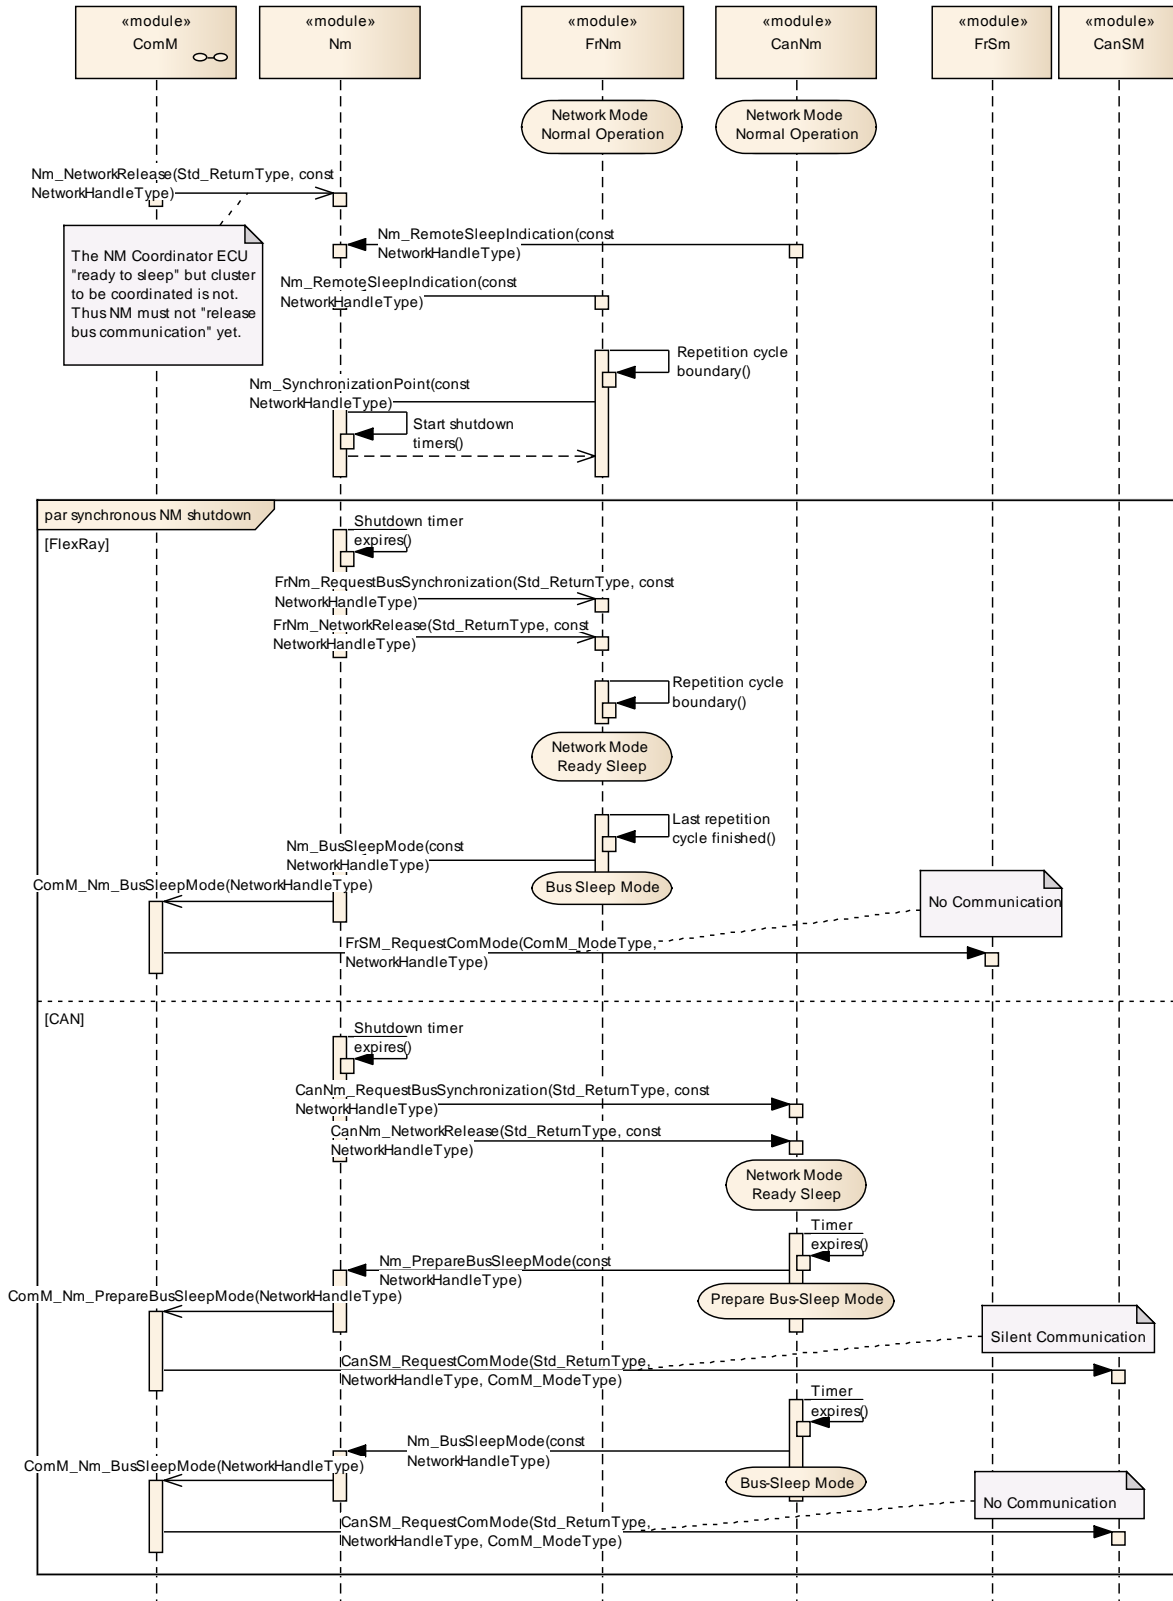 «module»
ComM
«module»
Nm
«module»
FrNm
«module»
CanNm
«module»
FrSm
«module»
CanSM
Network Mode
Normal Operation
Network Mode
Normal Operation
Nm_NetworkRelease(Std_ReturnType, const
NetworkHandleType)
The NM Coordinator ECU
"ready to sleep" but cluster
to be coordinated is not.
Thus NM must not "release
bus communication" yet.
Nm_RemoteSleepIndication(const
NetworkHandleType)
Nm_RemoteSleepIndication(const
NetworkHandleType)
Repetition cycle
boundary()
Nm_SynchronizationPoint(const
NetworkHandleType)
Start shutdown
timers()
par synchronous NM shutdown
[FlexRay]
Shutdown timer
expires()
FrNm_RequestBusSynchronization(Std_ReturnType, const
NetworkHandleType)
FrNm_NetworkRelease(Std_ReturnType, const
NetworkHandleType)
Repetition cycle
boundary()
Network Mode
Ready Sleep
Last repetition
cycle finished()
Nm_BusSleepMode(const
NetworkHandleType)
Bus Sleep Mode
ComM_Nm_BusSleepMode(NetworkHandleType)
No Communication
FrSM_RequestComMode(ComM_ModeType,
NetworkHandleType)
[CAN]
Shutdown timer
expires()
CanNm_RequestBusSynchronization(Std_ReturnType, const
NetworkHandleType)
CanNm_NetworkRelease(Std_ReturnType, const
NetworkHandleType)
Network Mode
Ready Sleep
Timer
expires()
Nm_PrepareBusSleepMode(const
NetworkHandleType)
Prepare Bus-Sleep Mode
ComM_Nm_PrepareBusSleepMode(NetworkHandleType)
Silent Communication
CanSM_RequestComMode(Std_ReturnType,
NetworkHandleType, ComM_ModeType)
Timer
expires()
Nm_BusSleepMode(const
NetworkHandleType)
Bus-Sleep Mode
ComM_Nm_BusSleepMode(NetworkHandleType)
No Communication
CanSM_RequestComMode(Std_ReturnType,
NetworkHandleType, ComM_ModeType)